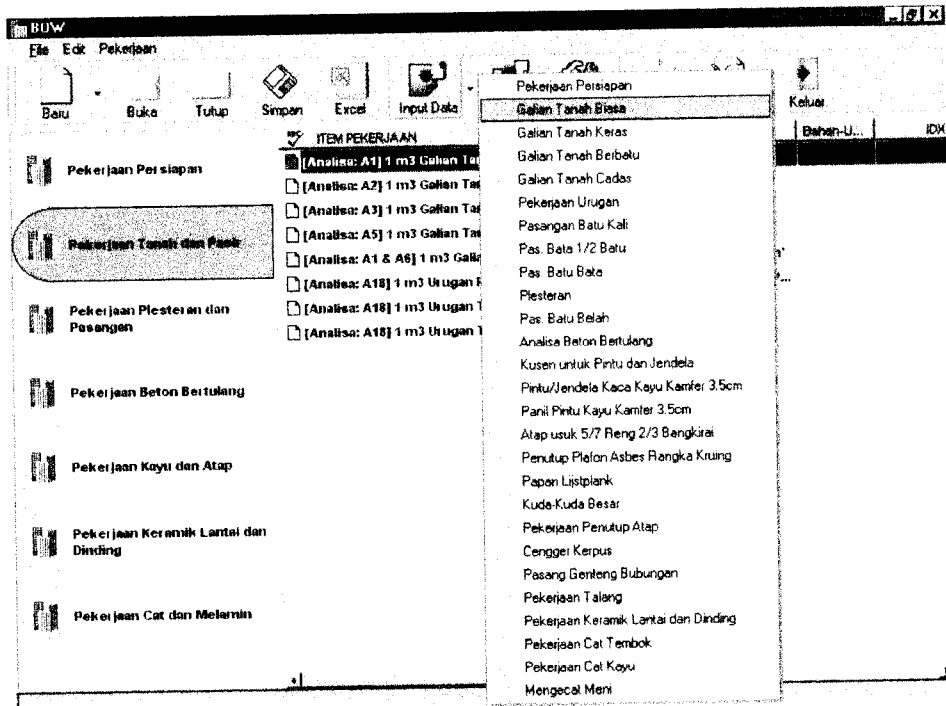 BOW
File Edit Pekerjaan
Baru
Buka
Tutup
Simpan
Excel
Input Data
Keluar
ITEM PEKERJAAN
Bahan-U...
IDX
Pekerjaan Persiapan
Pekerjaan Tanah dan Pasir
Pekerjaan Plesteran dan
Pasangan
Pekerjaan Beton Bertulang
Pekerjaan Kayu dan Atap
Pekerjaan Keramik Lantai dan
Dinding
Pekerjaan Cat dan Melamin
[Analisa: A1] 1 m3 Galian Tan
[Analisa: A2] 1 m3 Galian Tan
[Analisa: A3] 1 m3 Galian Tan
[Analisa: A5] 1 m3 Galian Tan
[Analisa: A1 & A6] 1 m3 Galia
[Analisa: A18] 1 m3 Urugan
[Analisa: A18] 1 m3 Urugan T
[Analisa: A18] 1 m3 Urugan T
Pekerjaan Persiapan
Galian Tanah Biasa
Galian Tanah Keras
Galian Tanah Berbatu
Galian Tanah Cadas
Pekerjaan Urugan
Pasangan Batu Kali
Pas. Bata 1/2 Batu
Pas. Batu Bata
Plesteran
Pas. Batu Belah
Analisa Beton Bertulang
Kusen untuk Pintu dan Jendela
Pintu/Jendela Kaca Kayu Kamfer 3.5cm
Panil Pintu Kayu Kamfer 3.5cm
Atap usuk 5/7 Reng 2/3 Bangkirai
Penutup Plafon Asbes Rangka Kruing
Papan Lijstplank
Kuda-Kuda Besar
Pekerjaan Penutup Atap
Cengger Kerpus
Pasang Genteng Bubungan
Pekerjaan Talang
Pekerjaan Keramik Lantai dan Dinding
Pekerjaan Cat Tembok
Pekerjaan Cat Kayu
Mengecat Meni